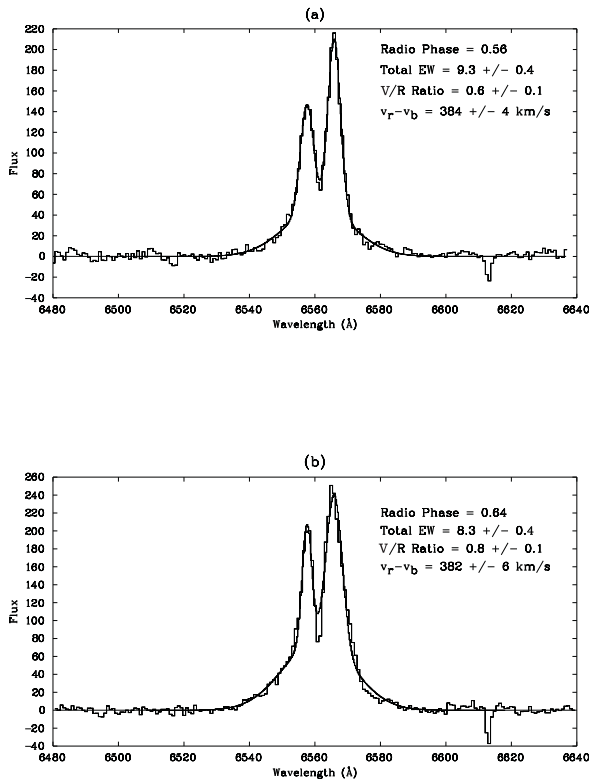 (a)
220
200
180
160
140
120
100
80
60
40
20
0
−20
−40
Flux
Radio Phase = 0.56
Total EW = 9.3 +/− 0.4
V/R Ratio = 0.6 +/− 0.1
vr−vb = 384 +/− 4 km/s
6480 6500 6520 6540 6560 6580 6600 6620 6640
Wavelength (Å)
(b)
260
240
220
200
180
160
140
120
100
80
60
40
20
0
−20
−40
Flux
Radio Phase = 0.64
Total EW = 8.3 +/− 0.4
V/R Ratio = 0.8 +/− 0.1
vr−vb = 382 +/− 6 km/s
6480 6500 6520 6540 6560 6580 6600 6620 6640
Wavelength (Å)